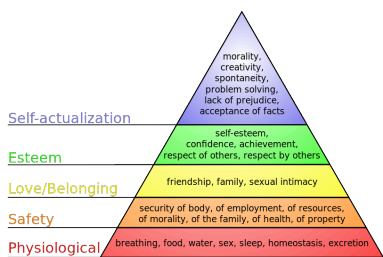 morality,
creativity,
spontaneity,
problem solving,
lack of prejudice,
acceptance of facts
Self-actualization
self-esteem,
confidence, achievement,
respect of others, respect by others
Esteem
friendship, family, sexual intimacy
Love/Belonging
security of body, of employment, of resources,
of morality, of the family, of health, of property
Safety
breathing, food, water, sex, sleep, homeostasis, excretion
Physiological